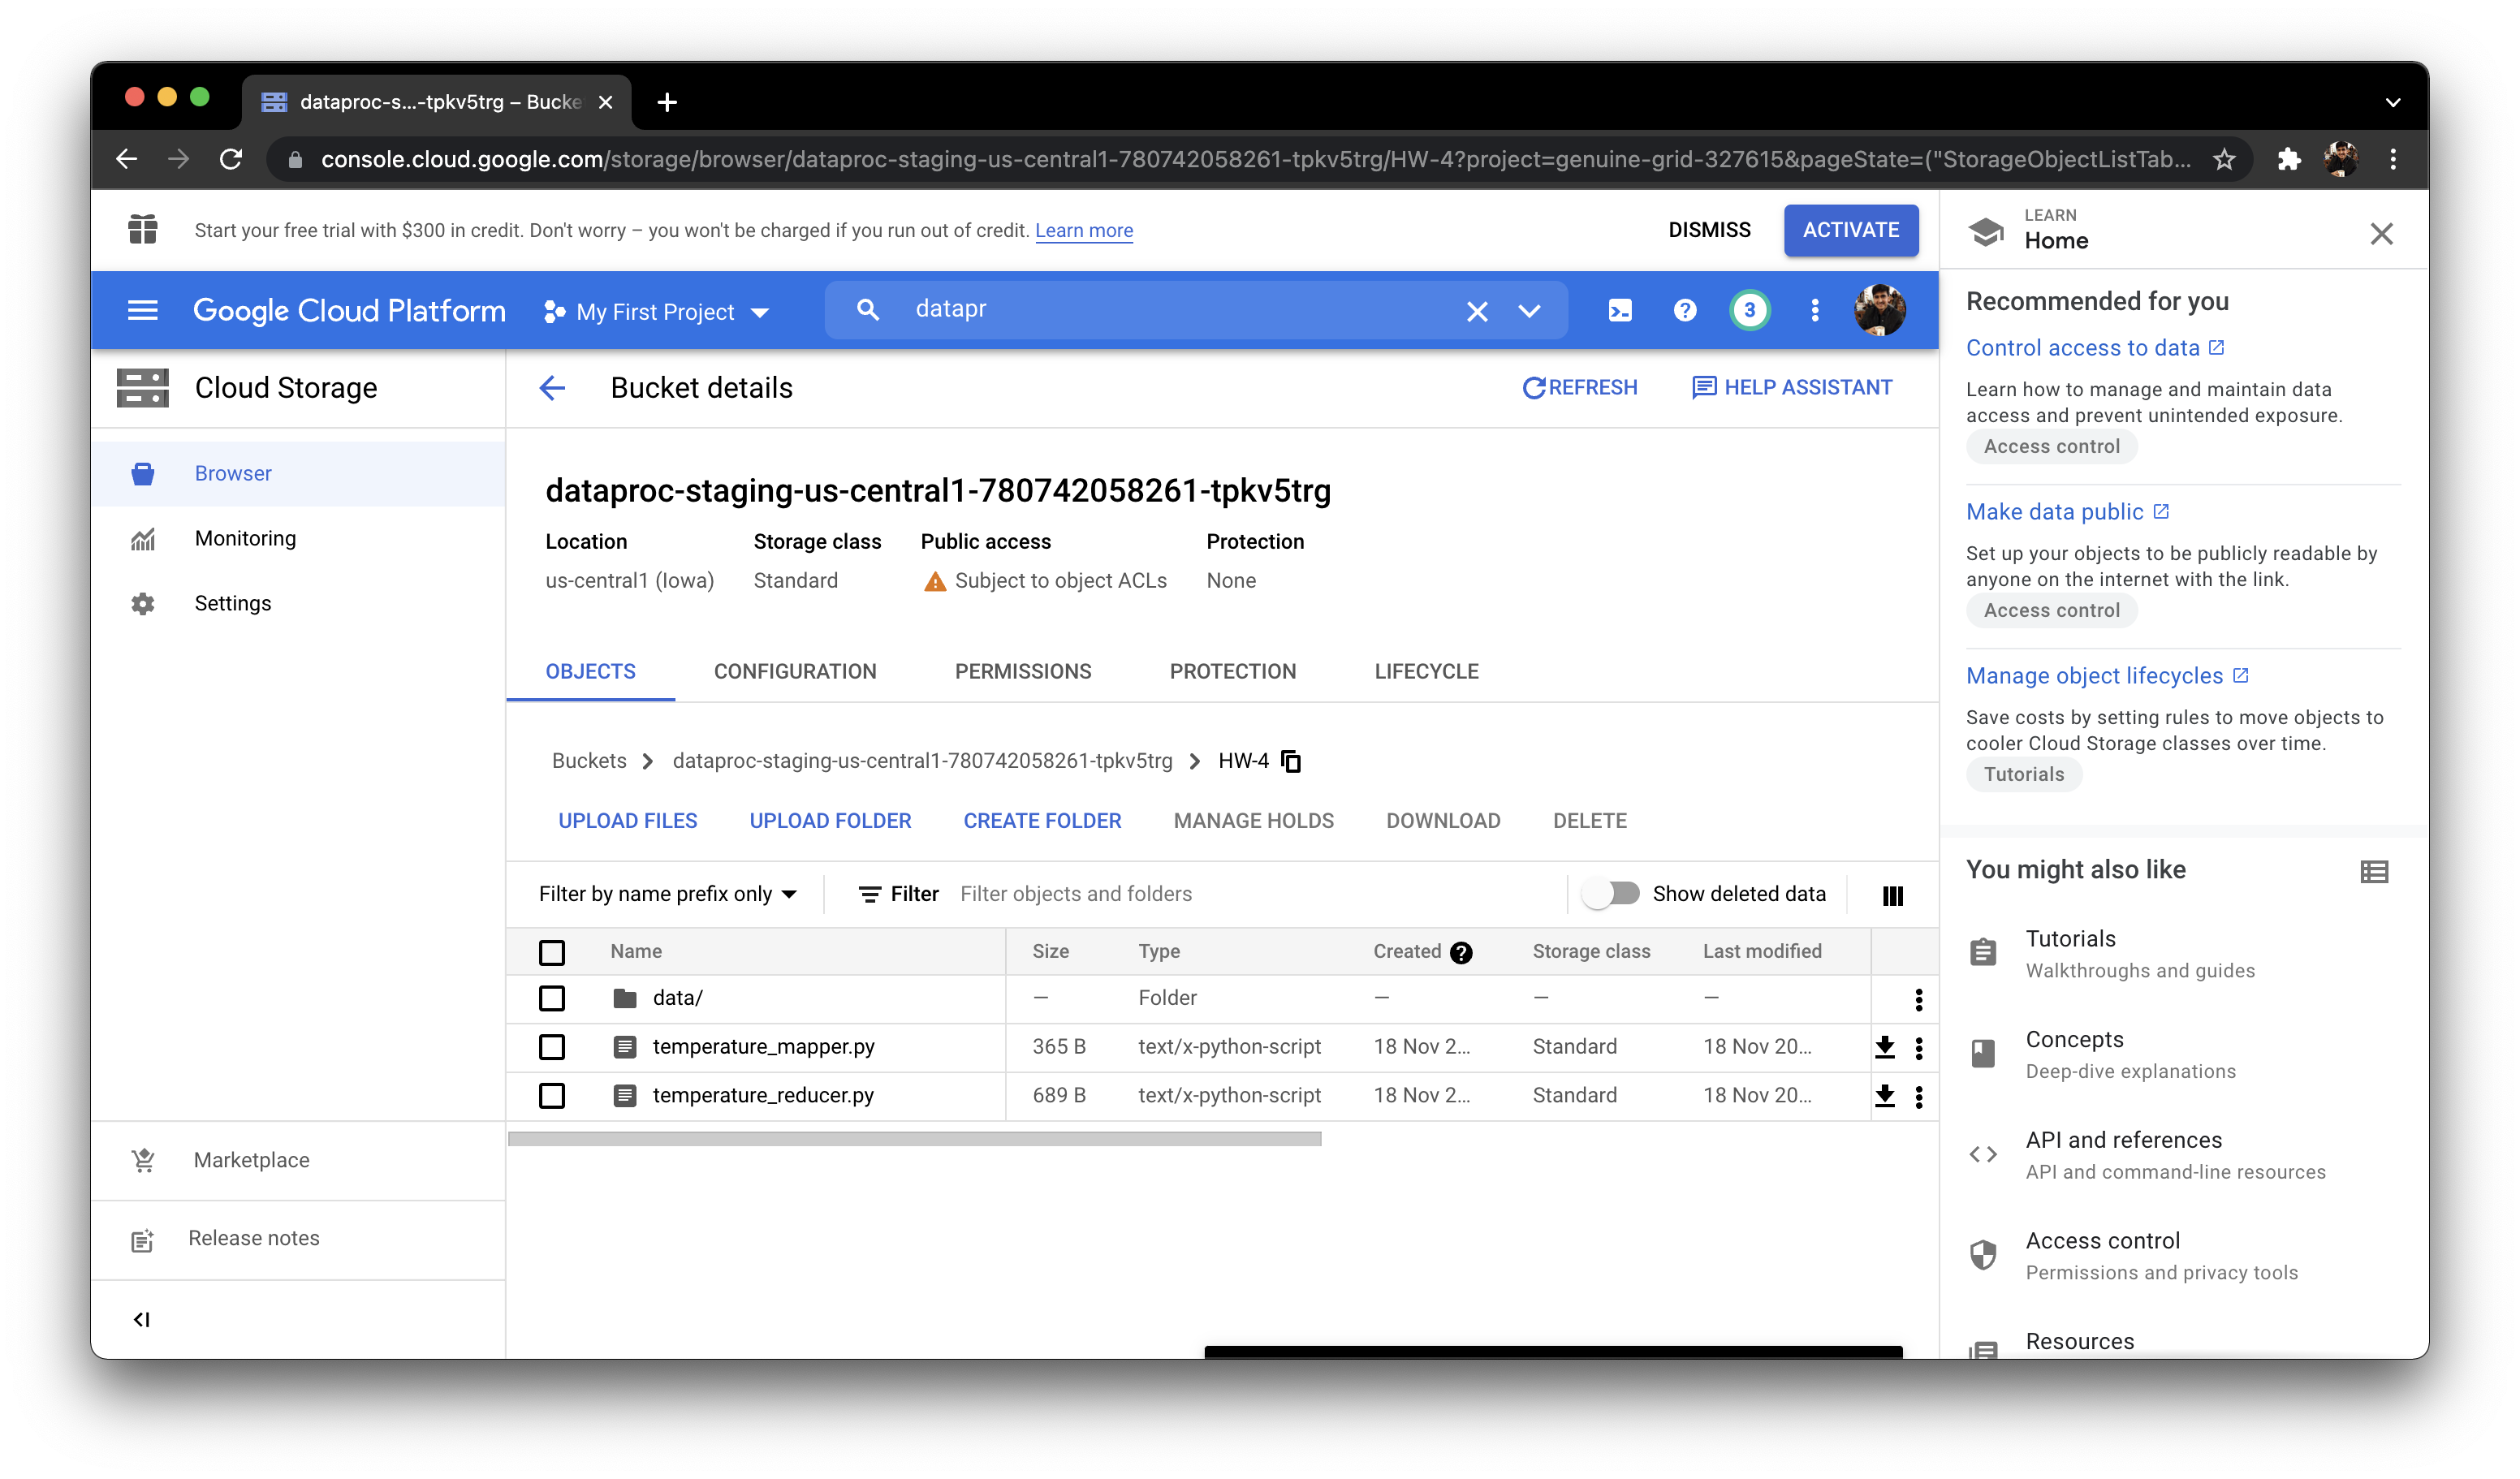 dataproc-s...-tpkv5trg – Bucke
console.cloud.google.com/storage/browser/dataproc-staging-us-central1-780742058261-tpkv5trg/HW-4?project=genuine-grid-327615&pageState=("StorageObjectListTab...
Start your free trial with $300 in credit. Don't worry – you won't be charged if you run out of credit. Learn more
DISMISS
ACTIVATE
Google Cloud Platform
My First Project
datapr
3
Cloud Storage
Browser
Monitoring
Settings
Marketplace
Release notes
Bucket details
REFRESH
HELP ASSISTANT
dataproc-staging-us-central1-780742058261-tpkv5trg
Location Storage class Public access Protection
us-central1 (Iowa) Standard Subject to object ACLs None
OBJECTS CONFIGURATION PERMISSIONS PROTECTION LIFECYCLE
Buckets dataproc-staging-us-central1-780742058261-tpkv5trg HW-4
UPLOAD FILES UPLOAD FOLDER CREATE FOLDER MANAGE HOLDS DOWNLOAD DELETE
Filter by name prefix only Filter Filter objects and folders Show deleted data
Name Size Type Created ? Storage class Last modified
data/ — Folder — — —
temperature_mapper.py 365 B text/x-python-script 18 Nov 2... Standard 18 Nov 20...
temperature_reducer.py 689 B text/x-python-script 18 Nov 2... Standard 18 Nov 20...
LEARN
Home
Recommended for you
Control access to data
Learn how to manage and maintain data
access and prevent unintended exposure.
Access control
Make data public
Set up your objects to be publicly readable by
anyone on the internet with the link.
Access control
Manage object lifecycles
Save costs by setting rules to move objects to
cooler Cloud Storage classes over time.
Tutorials
You might also like
Tutorials
Walkthroughs and guides
Concepts
Deep-dive explanations
API and references
API and command-line resources
Access control
Permissions and privacy tools
Resources